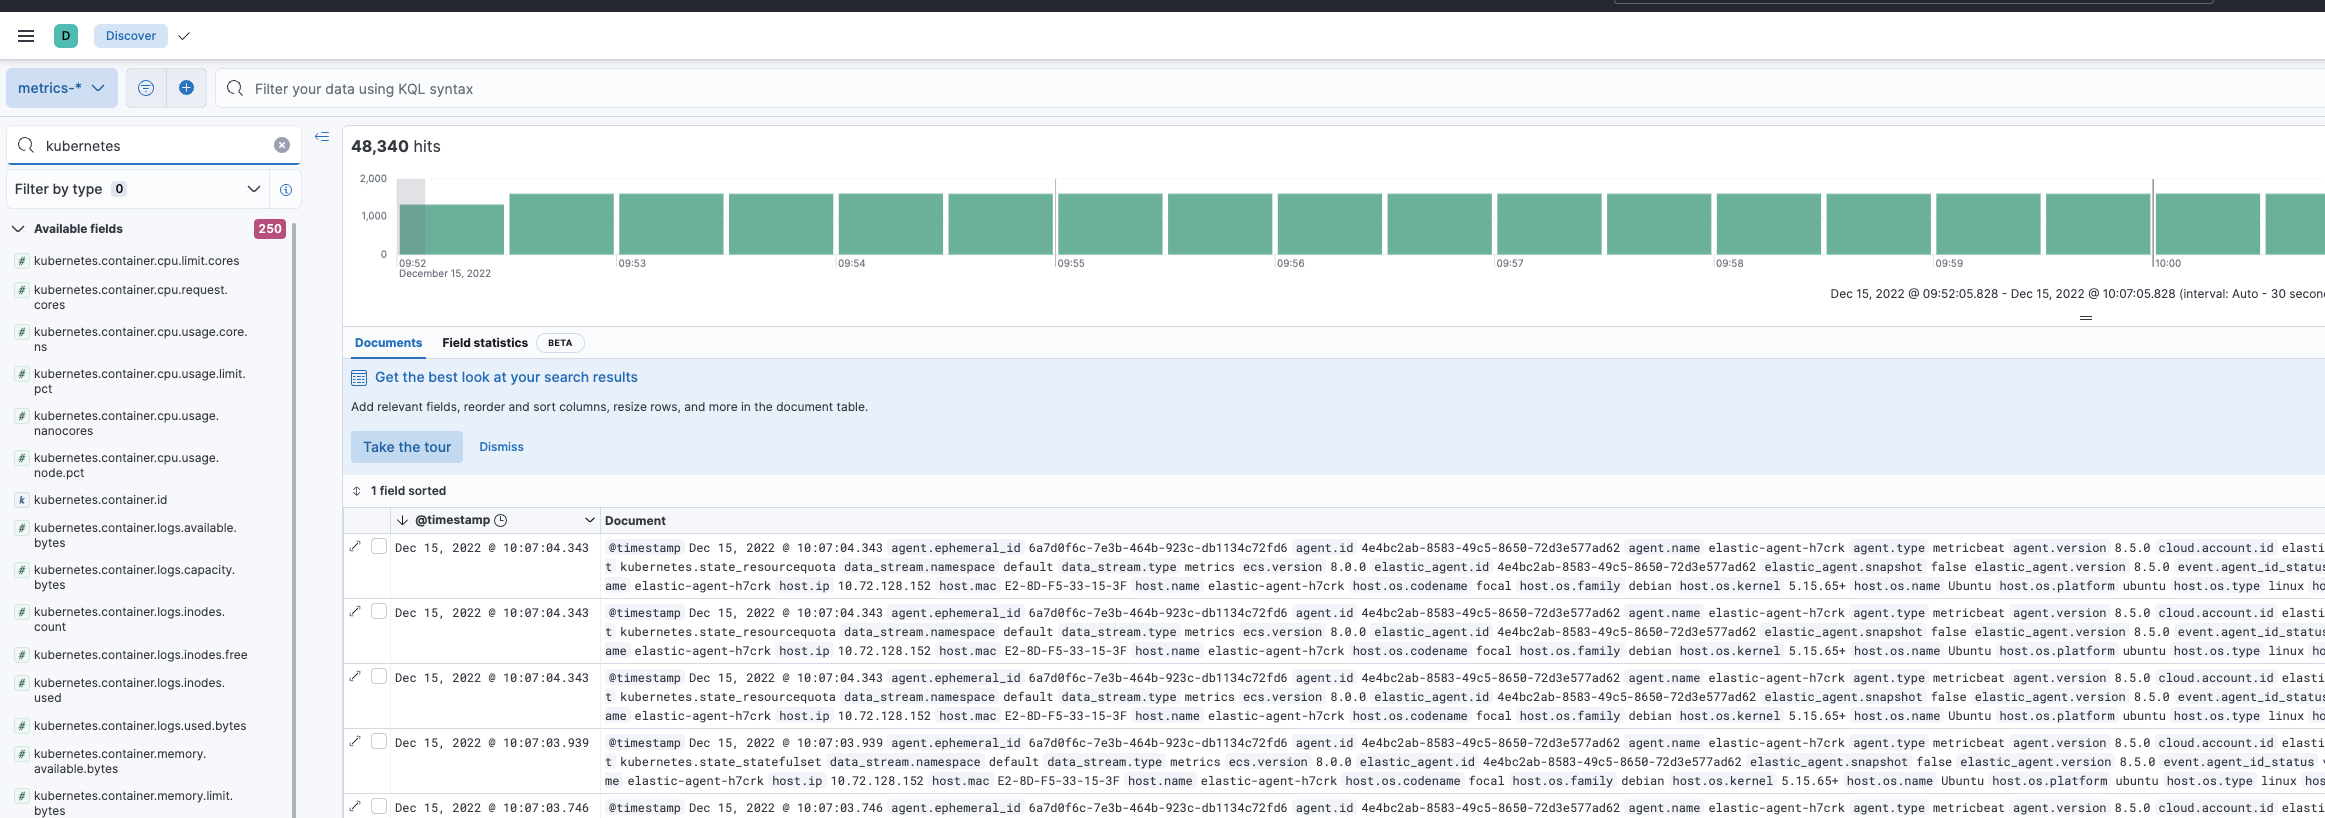 D
Discover
metrics-*
Filter your data using KQL syntax
kubernetes
Filter by type 0
Available fields 250
# kubernetes.container.cpu.limit.cores
# kubernetes.container.cpu.request.
cores
# kubernetes.container.cpu.usage.core.
ns
# kubernetes.container.cpu.usage.limit.
pct
# kubernetes.container.cpu.usage.
nanocores
# kubernetes.container.cpu.usage.
node.pct
k kubernetes.container.id
# kubernetes.container.logs.available.
bytes
# kubernetes.container.logs.capacity.
bytes
# kubernetes.container.logs.inodes.
count
# kubernetes.container.logs.inodes.free
# kubernetes.container.logs.inodes.
used
# kubernetes.container.logs.used.bytes
# kubernetes.container.memory.
available.bytes
# kubernetes.container.memory.limit.
bytes
48,340 hits
2,000
1,000
0
09:52 09:53 09:54 09:55 09:56 09:57 09:58 09:59 10:00
December 15, 2022
Dec 15, 2022 @ 09:52:05.828 - Dec 15, 2022 @ 10:07:05.828 (interval: Auto - 30 secon
Documents Field statistics BETA
Get the best look at your search results
Add relevant fields, reorder and sort columns, resize rows, and more in the document table.
Take the tour Dismiss
1 field sorted
@timestamp Document
Dec 15, 2022 @ 10:07:04.343 @timestamp Dec 15, 2022 @ 10:07:04.343 agent.ephemeral_id 6a7d0f6c-7e3b-464b-923c-db1134c72fd6 agent.id 4e4bc2ab-8583-49c5-8650-72d3e577ad62 agent.name elastic-agent-h7crk agent.type metricbeat agent.version 8.5.0 cloud.account.id elasti
t kubernetes.state_resourcequota data_stream.namespace default data_stream.type metrics ecs.version 8.0.0 elastic_agent.id 4e4bc2ab-8583-49c5-8650-72d3e577ad62 elastic_agent.snapshot false elastic_agent.version 8.5.0 event.agent_id_status
ame elastic-agent-h7crk host.ip 10.72.128.152 host.mac E2-8D-F5-33-15-3F host.name elastic-agent-h7crk host.os.codename focal host.os.family debian host.os.kernel 5.15.65+ host.os.name Ubuntu host.os.platform ubuntu host.os.type linux ho
Dec 15, 2022 @ 10:07:04.343 @timestamp Dec 15, 2022 @ 10:07:04.343 agent.ephemeral_id 6a7d0f6c-7e3b-464b-923c-db1134c72fd6 agent.id 4e4bc2ab-8583-49c5-8650-72d3e577ad62 agent.name elastic-agent-h7crk agent.type metricbeat agent.version 8.5.0 cloud.account.id elasti
t kubernetes.state_resourcequota data_stream.namespace default data_stream.type metrics ecs.version 8.0.0 elastic_agent.id 4e4bc2ab-8583-49c5-8650-72d3e577ad62 elastic_agent.snapshot false elastic_agent.version 8.5.0 event.agent_id_status
ame elastic-agent-h7crk host.ip 10.72.128.152 host.mac E2-8D-F5-33-15-3F host.name elastic-agent-h7crk host.os.codename focal host.os.family debian host.os.kernel 5.15.65+ host.os.name Ubuntu host.os.platform ubuntu host.os.type linux ho
Dec 15, 2022 @ 10:07:04.343 @timestamp Dec 15, 2022 @ 10:07:04.343 agent.ephemeral_id 6a7d0f6c-7e3b-464b-923c-db1134c72fd6 agent.id 4e4bc2ab-8583-49c5-8650-72d3e577ad62 agent.name elastic-agent-h7crk agent.type metricbeat agent.version 8.5.0 cloud.account.id elasti
t kubernetes.state_resourcequota data_stream.namespace default data_stream.type metrics ecs.version 8.0.0 elastic_agent.id 4e4bc2ab-8583-49c5-8650-72d3e577ad62 elastic_agent.snapshot false elastic_agent.version 8.5.0 event.agent_id_status
ame elastic-agent-h7crk host.ip 10.72.128.152 host.mac E2-8D-F5-33-15-3F host.name elastic-agent-h7crk host.os.codename focal host.os.family debian host.os.kernel 5.15.65+ host.os.name Ubuntu host.os.platform ubuntu host.os.type linux ho
Dec 15, 2022 @ 10:07:03.939 @timestamp Dec 15, 2022 @ 10:07:03.939 agent.ephemeral_id 6a7d0f6c-7e3b-464b-923c-db1134c72fd6 agent.id 4e4bc2ab-8583-49c5-8650-72d3e577ad62 agent.name elastic-agent-h7crk agent.type metricbeat agent.version 8.5.0 cloud.account.id elasti
t kubernetes.state_statefulset data_stream.namespace default data_stream.type metrics ecs.version 8.0.0 elastic_agent.id 4e4bc2ab-8583-49c5-8650-72d3e577ad62 elastic_agent.snapshot false elastic_agent.version 8.5.0 event.agent_id_status v
me elastic-agent-h7crk host.ip 10.72.128.152 host.mac E2-8D-F5-33-15-3F host.name elastic-agent-h7crk host.os.codename focal host.os.family debian host.os.kernel 5.15.65+ host.os.name Ubuntu host.os.platform ubuntu host.os.type linux hos
Dec 15, 2022 @ 10:07:03.746 @timestamp Dec 15, 2022 @ 10:07:03.746 agent.ephemeral_id 6a7d0f6c-7e3b-464b-923c-db1134c72fd6 agent.id 4e4bc2ab-8583-49c5-8650-72d3e577ad62 agent.name elastic-agent-h7crk agent.type metricbeat agent.version 8.5.0 cloud.account.id elasti